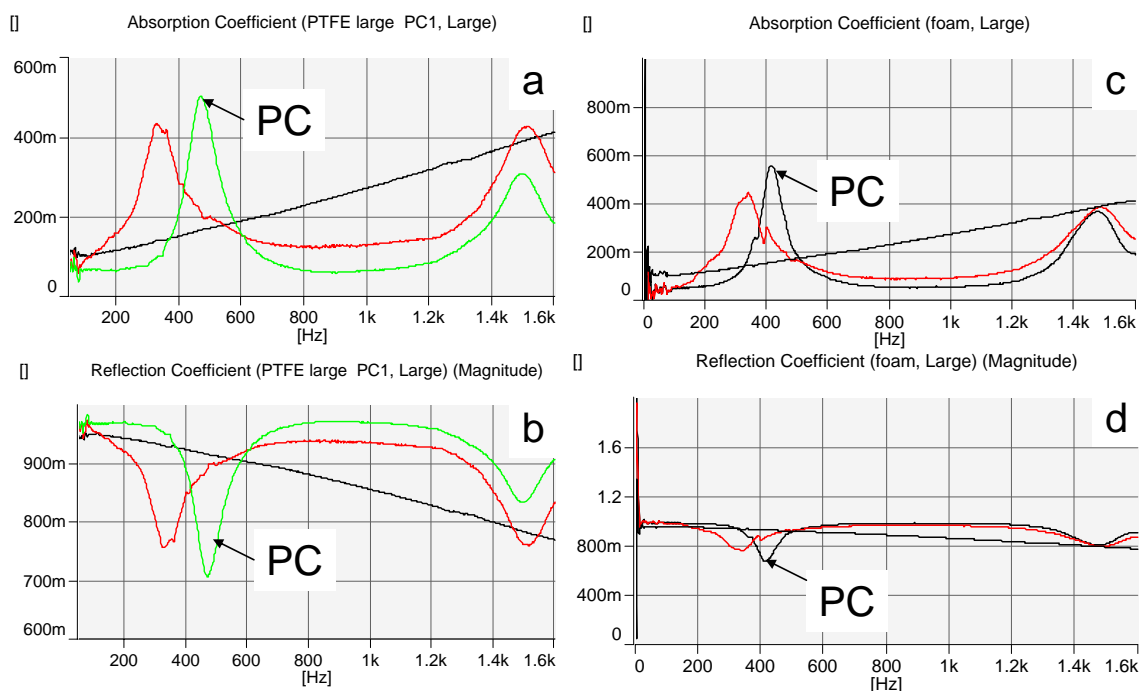 []
Absorption Coefficient (PTFE large PC1, Large)
600m
400m
200m
0
a
PC
200 400 600 800 1k 1.2k 1.4k 1.6k
[Hz]
[]
Absorption Coefficient (foam, Large)
800m
600m
400m
200m
0
c
PC
0 200 400 600 800 1k 1.2k 1.4k 1.6k
[Hz]
[]
Reflection Coefficient (PTFE large PC1, Large) (Magnitude)
900m
800m
700m
600m
b
PC
200 400 600 800 1k 1.2k 1.4k 1.6k
[Hz]
[]
Reflection Coefficient (foam, Large) (Magnitude)
1.6
1.2
800m
400m
0
d
PC
0 200 400 600 800 1k 1.2k 1.4k 1.6k
[Hz]